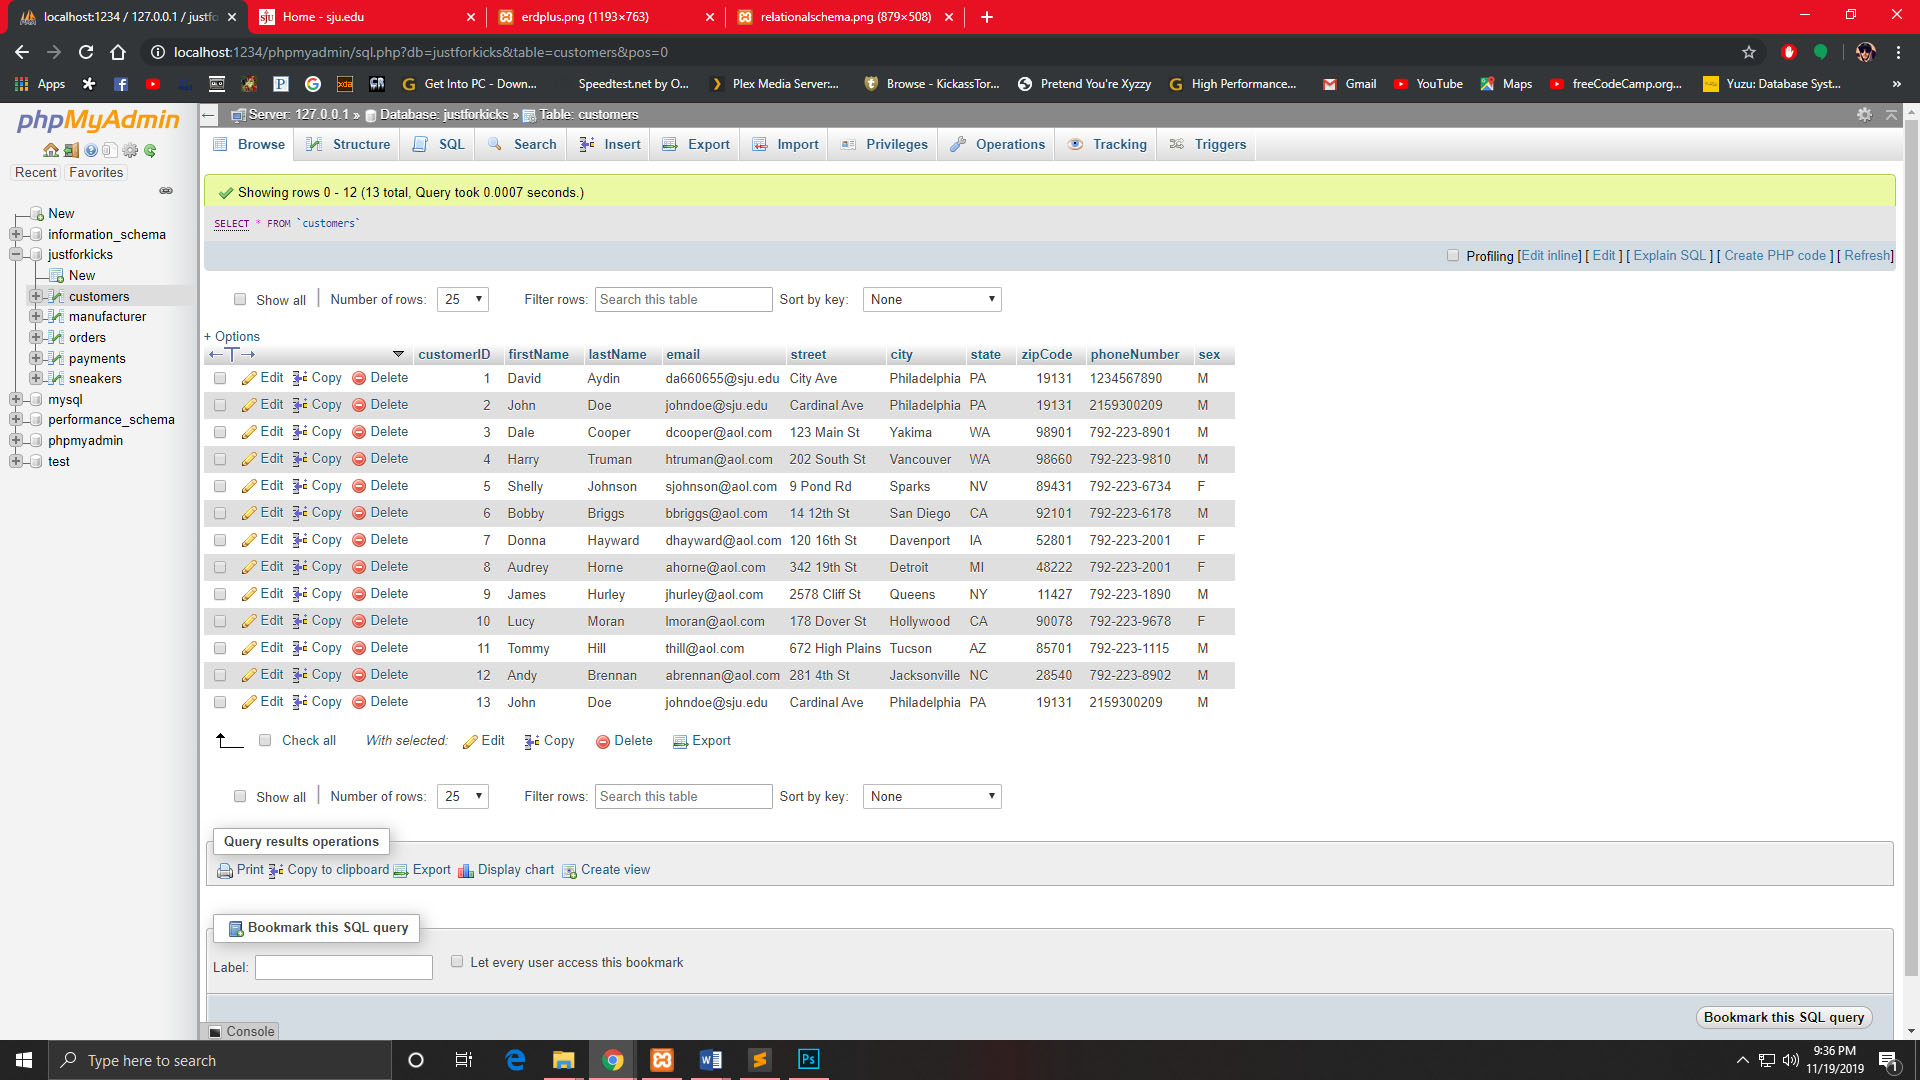 localhost:1234 / 127.0.0.1 / justfo
Home - sju.edu
erdplus.png (1193×763)
relationalschema.png (879×508)
localhost:1234/phpmyadmin/sql.php?db=justforkicks&table=customers&pos=0
Apps
Get Into PC - Down...
Speedtest.net by O...
Plex Media Server:...
Browse - KickassTor...
Pretend You're Xyzzy
High Performance...
Gmail
YouTube
Maps
freeCodeCamp.org...
Yuzu: Database Syst...
phpMyAdmin
Recent Favorites
New
information_schema
justforkicks
New
customers
manufacturer
orders
payments
sneakers
mysql
performance_schema
phpmyadmin
test
Server: 127.0.0.1 » Database: justforkicks » Table: customers
Browse Structure SQL Search Insert Export Import Privileges Operations Tracking Triggers
Showing rows 0 - 12 (13 total, Query took 0.0007 seconds.)
SELECT * FROM `customers`
Profiling [Edit inline] [ Edit ] [ Explain SQL ] [ Create PHP code ] [ Refresh]
Show all Number of rows: 25 Filter rows: Search this table Sort by key: None
+ Options
customerID firstName lastName email street city state zipCode phoneNumber sex
Edit Copy Delete 1 David Aydin da660655@sju.edu City Ave Philadelphia PA 19131 1234567890 M
Edit Copy Delete 2 John Doe johndoe@sju.edu Cardinal Ave Philadelphia PA 19131 2159300209 M
Edit Copy Delete 3 Dale Cooper dcooper@aol.com 123 Main St Yakima WA 98901 792-223-8901 M
Edit Copy Delete 4 Harry Truman htruman@aol.com 202 South St Vancouver WA 98660 792-223-9810 M
Edit Copy Delete 5 Shelly Johnson sjohnson@aol.com 9 Pond Rd Sparks NV 89431 792-223-6734 F
Edit Copy Delete 6 Bobby Briggs bbriggs@aol.com 14 12th St San Diego CA 92101 792-223-6178 M
Edit Copy Delete 7 Donna Hayward dhayward@aol.com 120 16th St Davenport IA 52801 792-223-2001 F
Edit Copy Delete 8 Audrey Horne ahorne@aol.com 342 19th St Detroit MI 48222 792-223-2001 F
Edit Copy Delete 9 James Hurley jhurley@aol.com 2578 Cliff St Queens NY 11427 792-223-1890 M
Edit Copy Delete 10 Lucy Moran lmoran@aol.com 178 Dover St Hollywood CA 90078 792-223-9678 F
Edit Copy Delete 11 Tommy Hill thill@aol.com 672 High Plains Tucson AZ 85701 792-223-1115 M
Edit Copy Delete 12 Andy Brennan abrennan@aol.com 281 4th St Jacksonville NC 28540 792-223-8902 M
Edit Copy Delete 13 John Doe johndoe@sju.edu Cardinal Ave Philadelphia PA 19131 2159300209 M
Check all With selected: Edit Copy Delete Export
Show all Number of rows: 25 Filter rows: Search this table Sort by key: None
Query results operations
Print Copy to clipboard Export Display chart Create view
Bookmark this SQL query
Label: Let every user access this bookmark
Bookmark this SQL query
Console
Type here to search
9:36 PM
11/19/2019